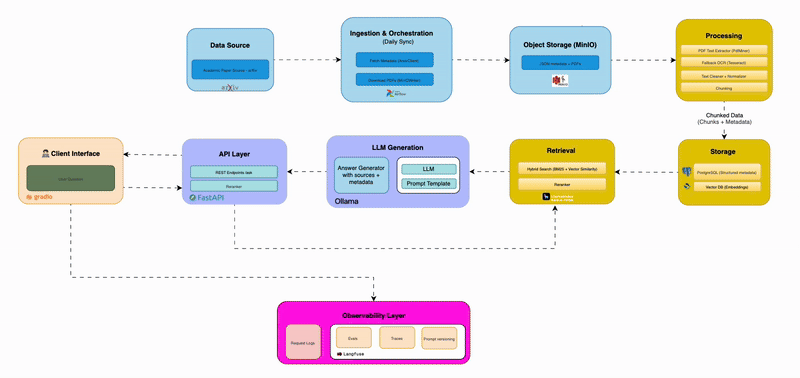 Data Source
Academic Paper Source - arXiv
arXiv
Ingestion & Orchestration
(Daily Sync)
Fetch Metadata (ArxivClient)
Download PDFs
Object Storage (MinIO)
JSON metadata + PDFs
Processing
PDF Text Extractor (PdfMiner)
Fallback OCR (Tesseract)
Text Cleaner + Normalizer
Chunking
Chunked Data
(Chunks + Metadata)
Client Interface
User Question
gradio
API Layer
REST Endpoints /ask
Reranker
FastAPI
LLM Generation
Answer Generator
with sources +
metadata
LLM
Prompt Template
Ollama
Retrieval
Hybrid Search (BM25 + Vector Similarity)
Reranker
Storage
PostgreSQL (Structured metadata)
Vector DB (Embeddings)
Observability Layer
Request Logs
Evals
Traces
Prompt versioning
Langfuse